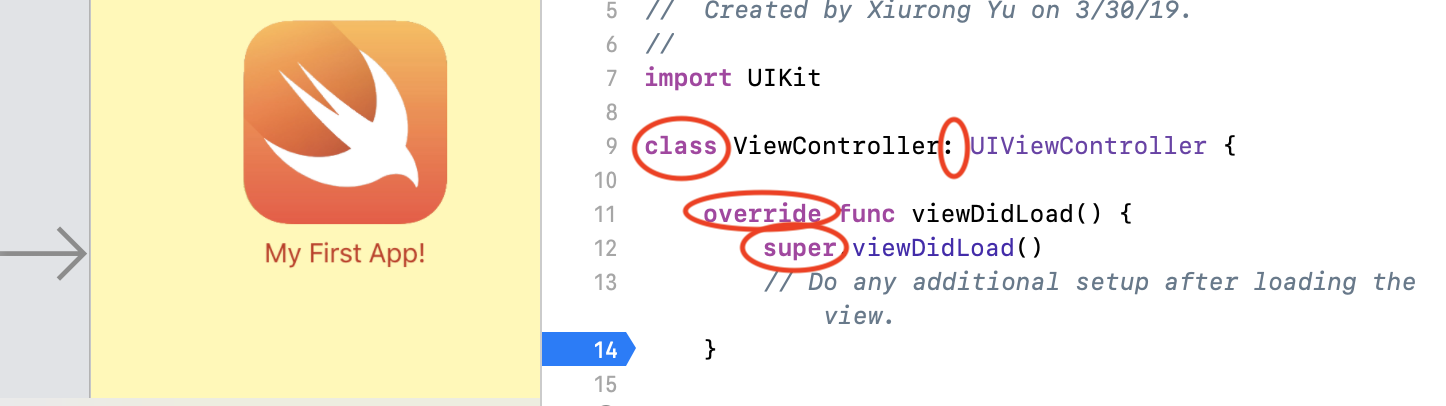 My First App!
5 //  Created by Xiurong Yu on 3/30/19.
6 //
7 import UIKit
8
9 class ViewController: UIViewController {
10
11     override func viewDidLoad() {
12         super.viewDidLoad()
13         // Do any additional setup after loading the
view.
14     }
15